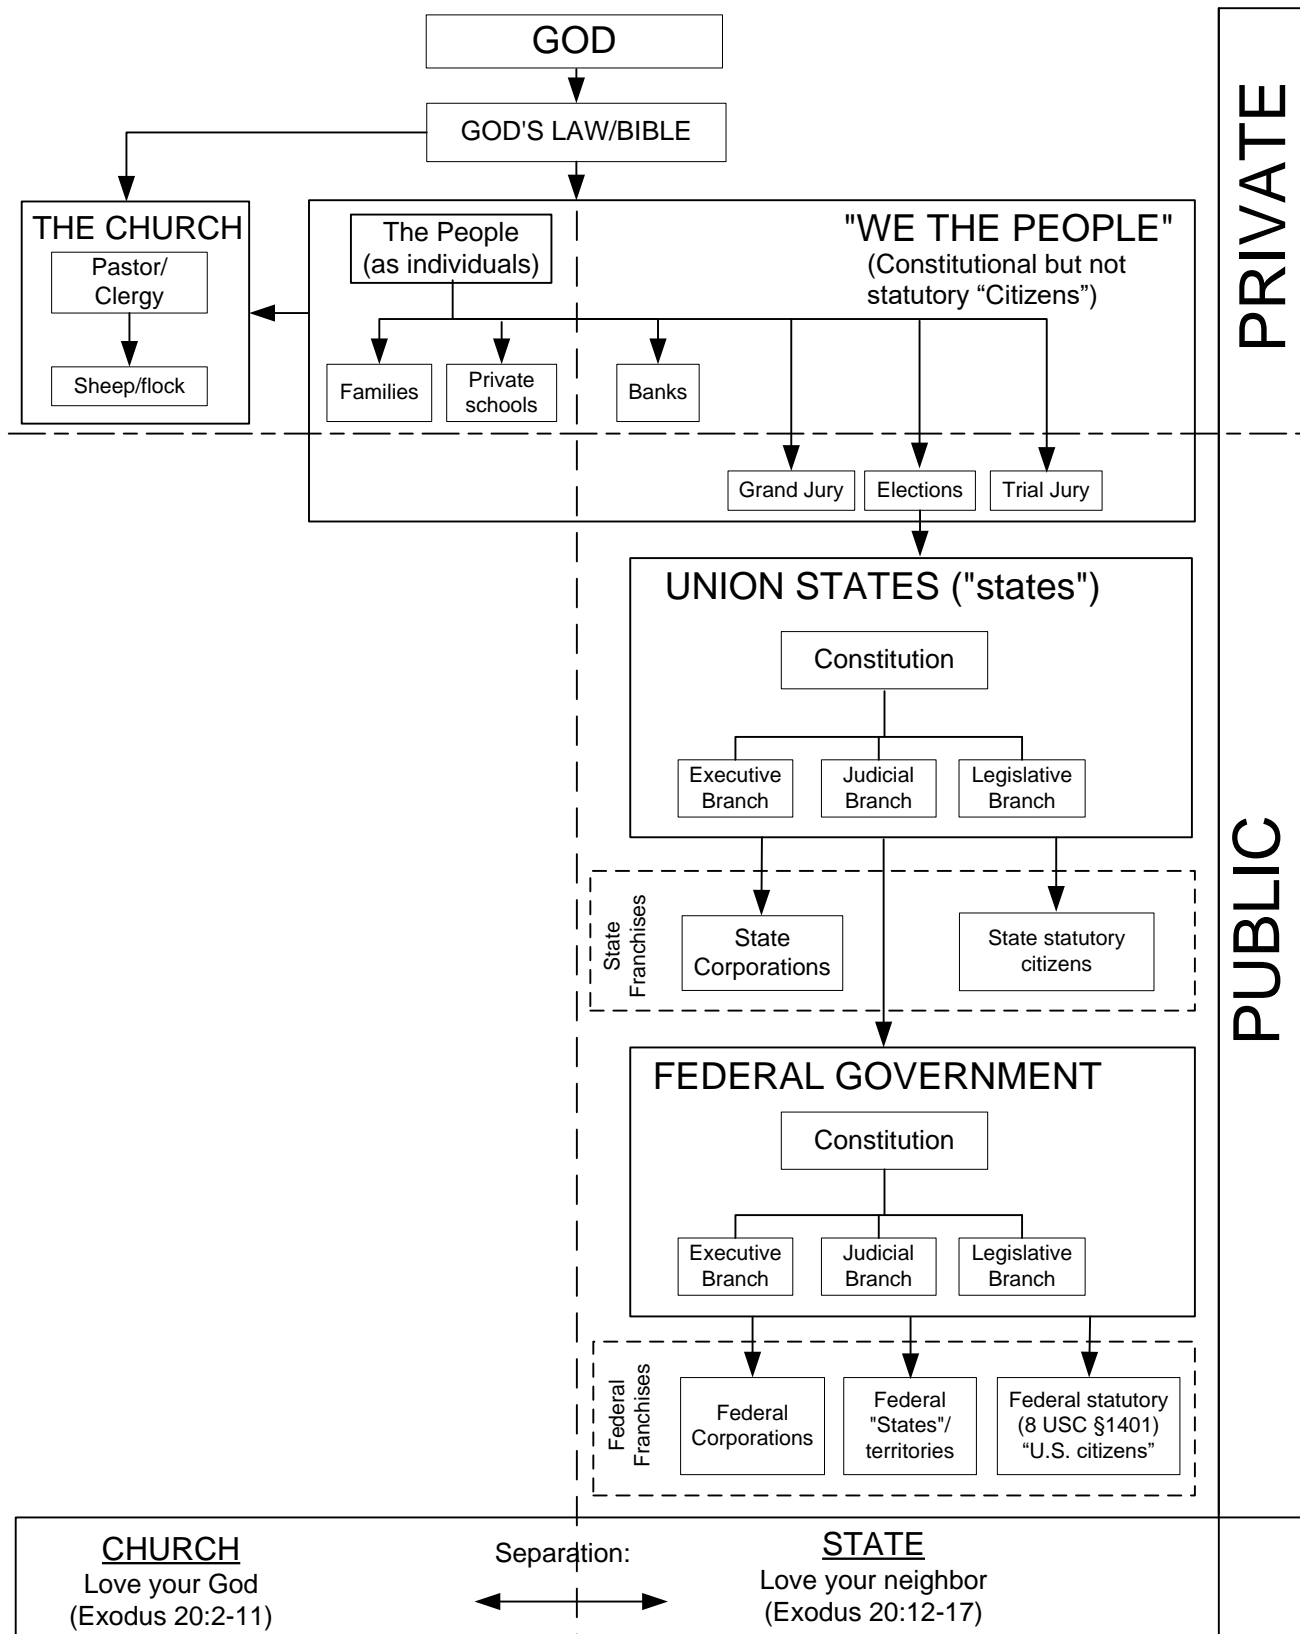 GOD
GOD'S LAW/BIBLE
PRIVATE
THE CHURCH
Pastor/
Clergy
Sheep/flock
The People
(as individuals)
"WE THE PEOPLE"
(Constitutional but not
statutory “Citizens”)
Families
Private
schools
Banks
Grand Jury
Elections
Trial Jury
PUBLIC
UNION STATES ("states")
Constitution
Executive
Branch
Judicial
Branch
Legislative
Branch
State
Franchises
State
Corporations
State statutory
citizens
FEDERAL GOVERNMENT
Constitution
Executive
Branch
Judicial
Branch
Legislative
Branch
Federal
Franchises
Federal
Corporations
Federal
"States"/
territories
Federal statutory
(8 USC §1401)
“U.S. citizens”
CHURCH
Love your God
(Exodus 20:2-11)
Separation:
STATE
Love your neighbor
(Exodus 20:12-17)